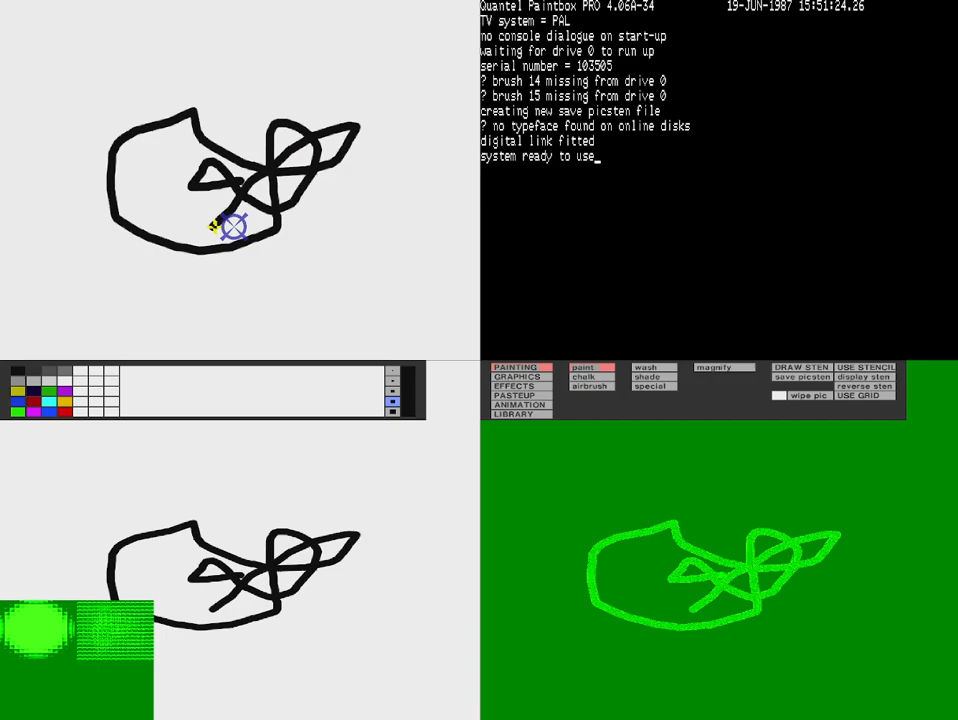 Quantel Paintbox PRO 4.06A-34 19-JUN-1987 15:51:24.26
TV system = PAL
no console dialogue on start-up
waiting for drive 0 to run up
serial number = 103505
? brush 14 missing from drive 0
? brush 15 missing from drive 0
creating new save picsten file
? no typeface found on online disks
digital link fitted
system ready to use_
PAINTING paint wash magnify DRAW STEN USE STENCIL
GRAPHICS chalk shade save picsten display sten
EFFECTS airbrush special reverse sten
PASTEUP wipe pic USE GRID
ANIMATION
LIBRARY